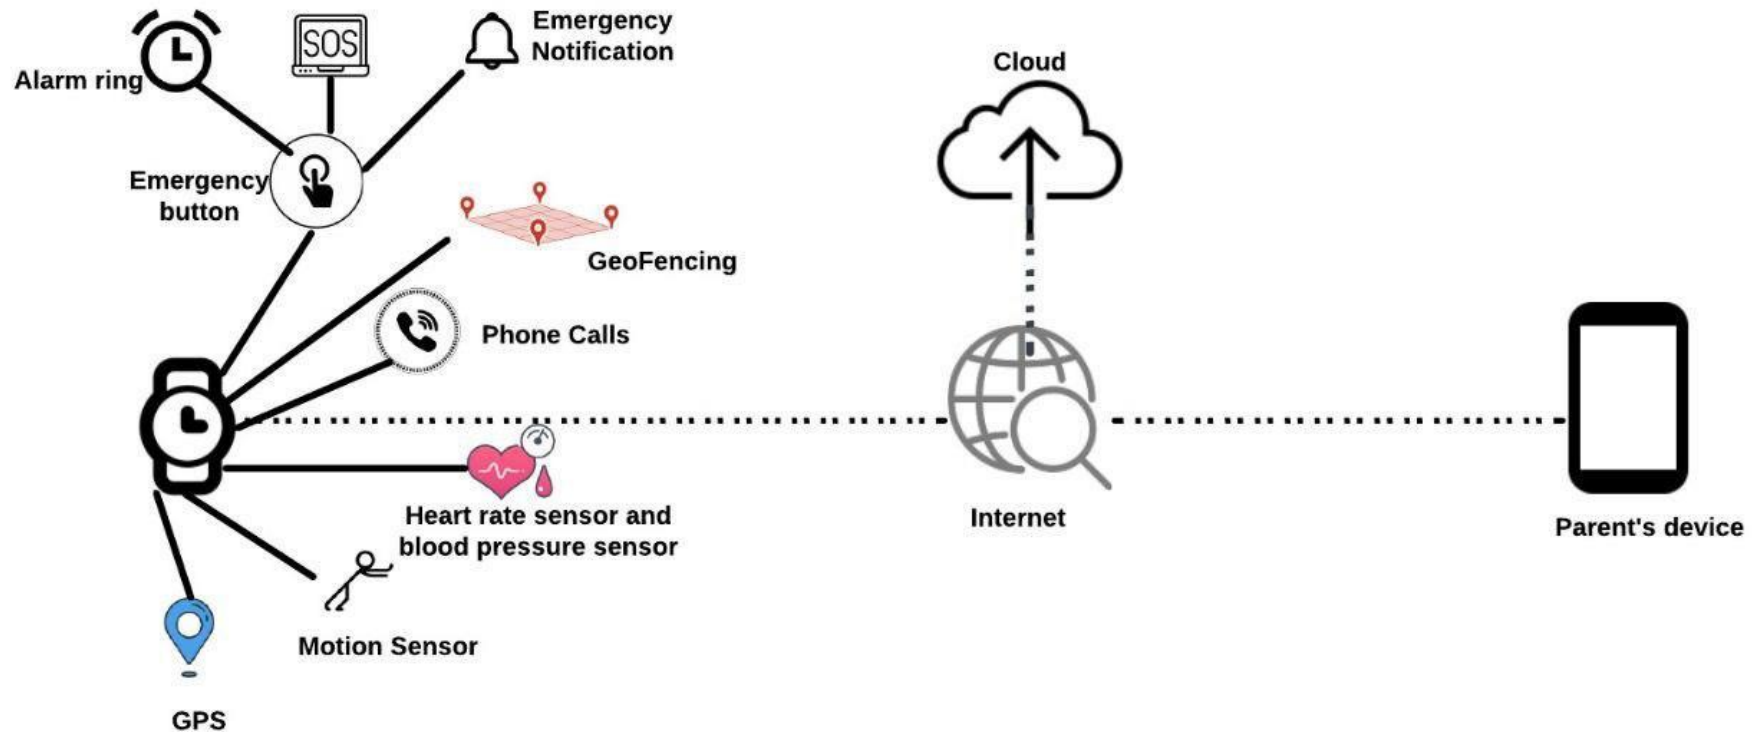 SOS
Emergency
Notification
Alarm ring
Cloud
Emergency
button
GeoFencing
Phone Calls
Heart rate sensor and
blood pressure sensor
Internet
Parent's device
Motion Sensor
GPS